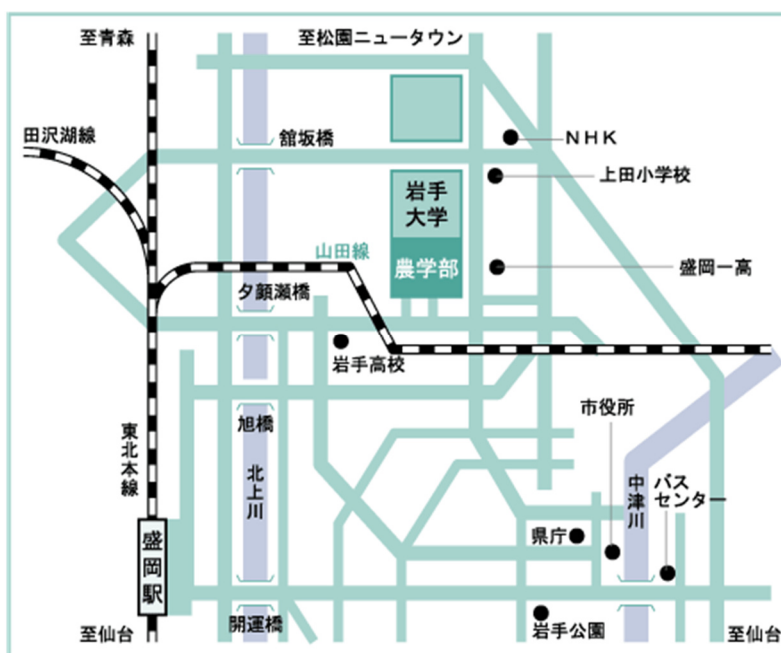 至青森
至松園ニュータウン
田沢湖線
舘坂橋
NHK
上田小学校
岩手
大学
山田線
農学部
盛岡一高
夕顔瀬橋
岩手高校
市役所
旭橋
東北本線
北上川
中津川
バス
センター
県庁
盛岡駅
開運橋
岩手公園
至仙台
至仙台